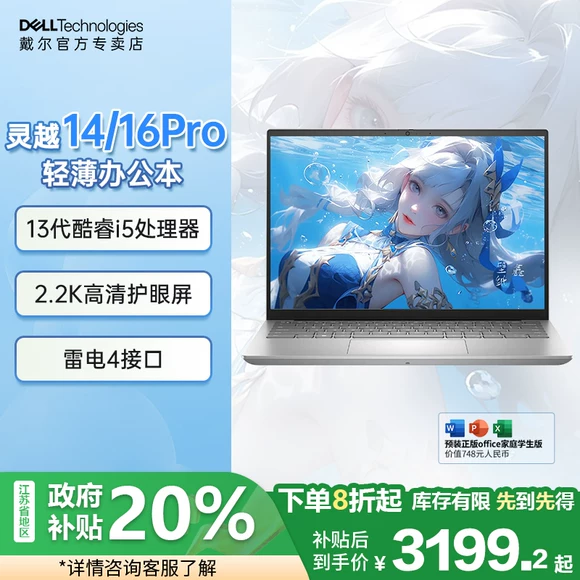 DELLTechnologies
戴尔官方专卖店
灵越14/16Pro
轻薄办公本
13代酷睿i5处理器
2.2K高清护眼屏
雷电4接口
预装正版office家庭学生版
价值748元人民币
江苏省地区
政府补贴20%
*详情咨询客服了解
下单8折起 库存有限 先到先得
补贴后到手价¥3199.2起